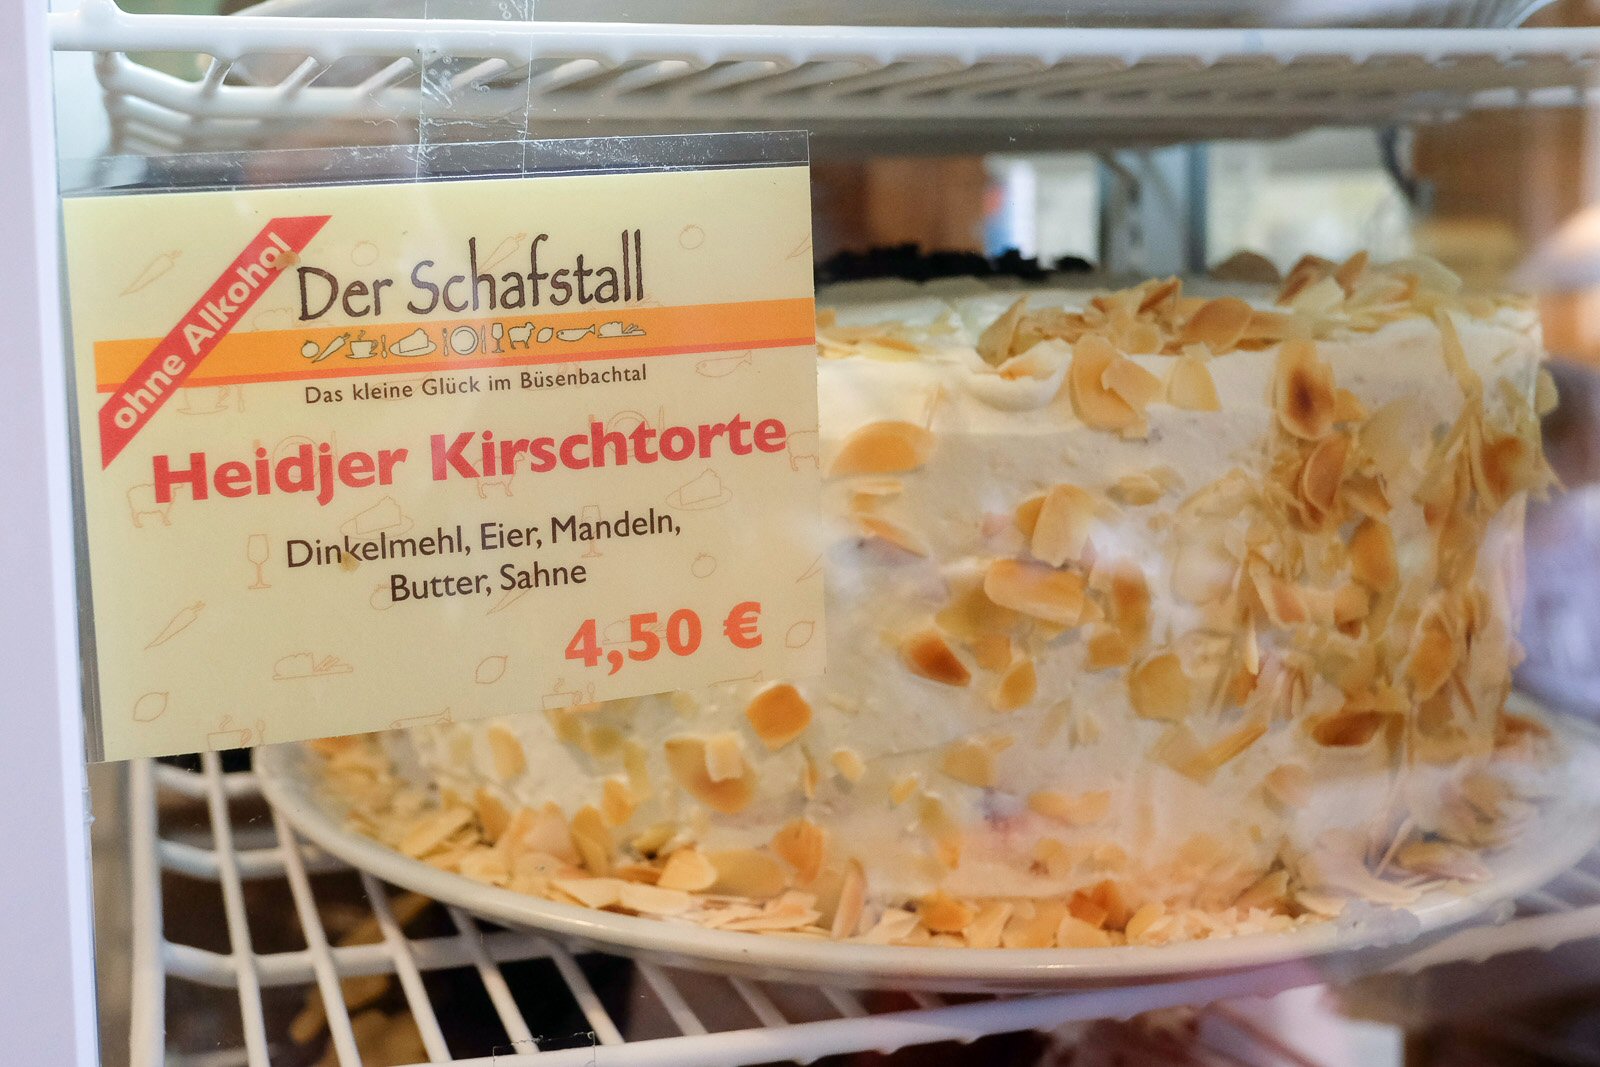 ohne Alkohol
Der Schafstall
Das kleine Glück im Büsenbachtal
Heidjer Kirschtorte
Dinkelmehl, Eier, Mandeln,
Butter, Sahne
4,50 €